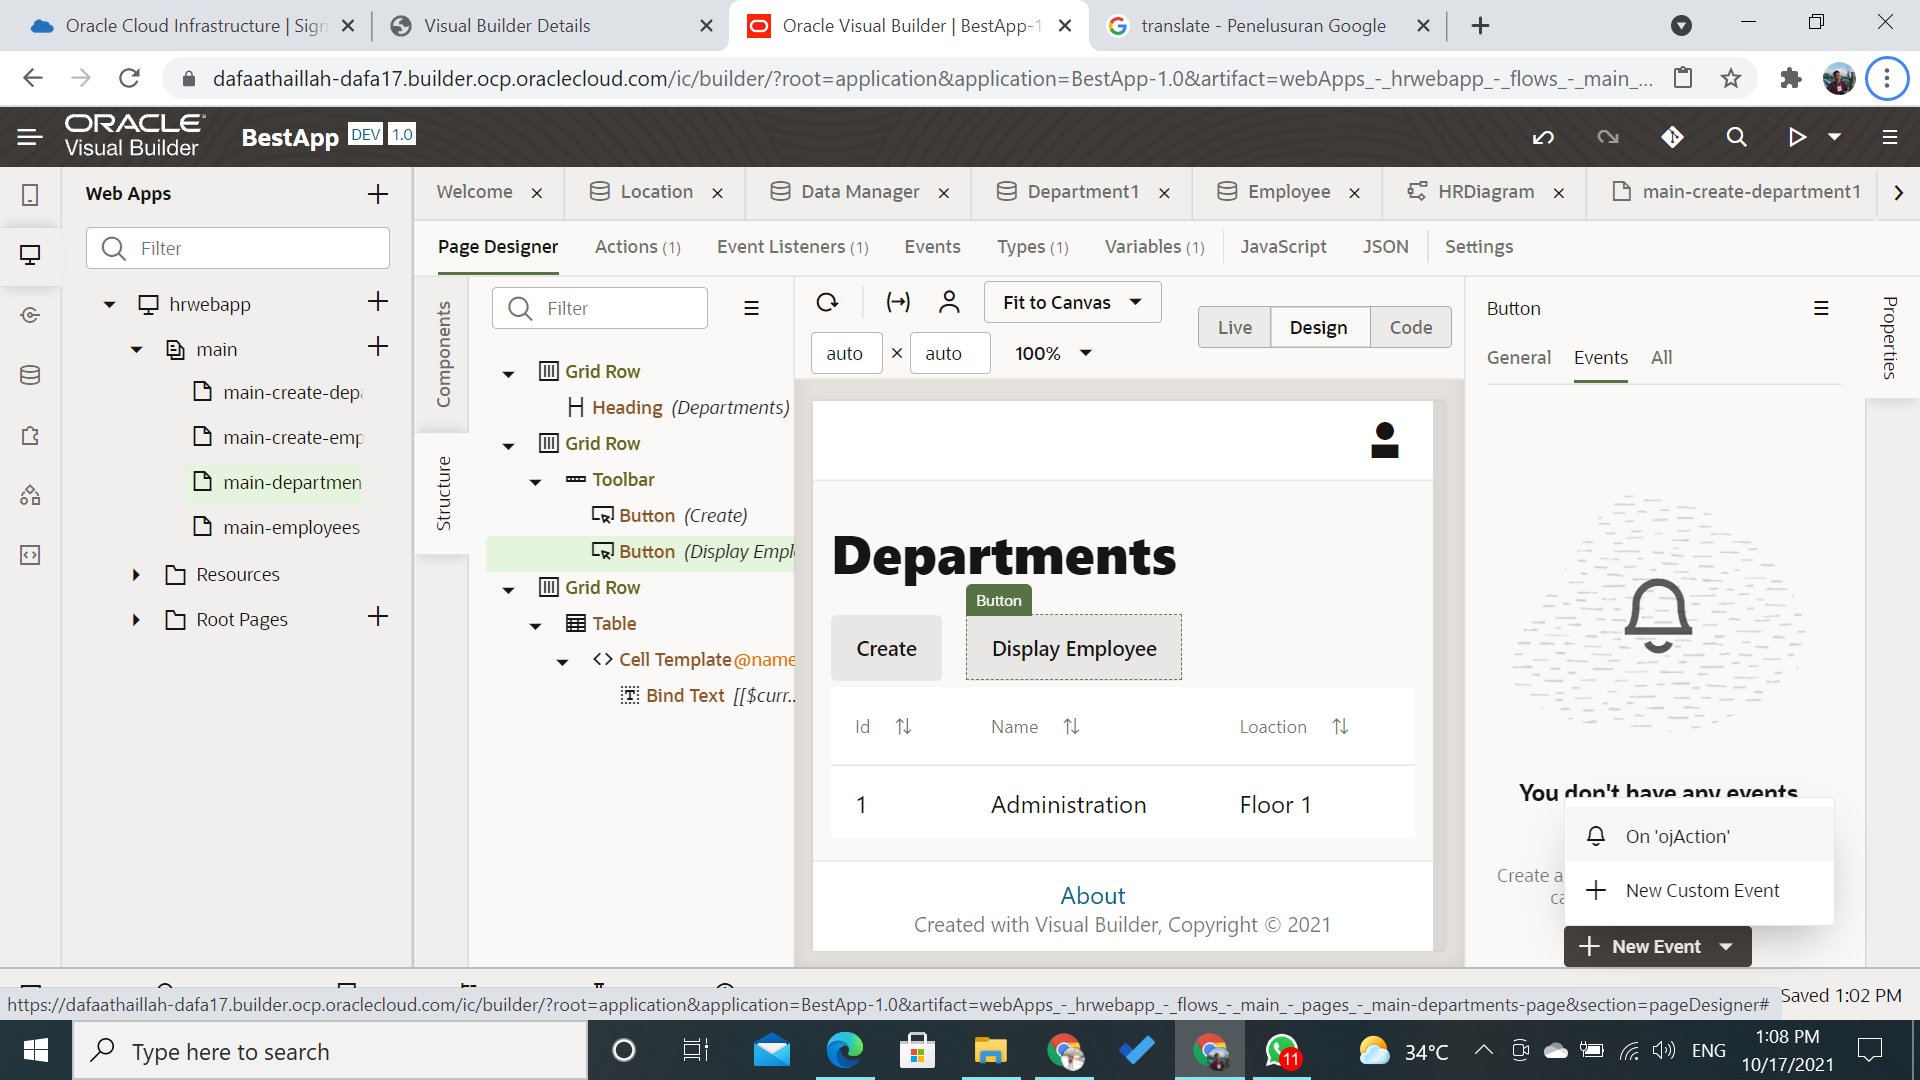 Oracle Cloud Infrastructure | Sign
Visual Builder Details
Oracle Visual Builder | BestApp-1
translate - Penelusuran Google
dafaathaillah-dafa17.builder.ocp.oraclecloud.com/ic/builder/?root=application&application=BestApp-1.0&artifact=webApps_-_hrwebapp_-_flows_-_main_...
ORACLE
Visual Builder
BestApp DEV 1.0
Web Apps
Filter
hrwebapp
main
main-create-depa
main-create-emp
main-departmen
main-employees
Resources
Root Pages
Welcome
Location
Data Manager
Department1
Employee
HRDiagram
main-create-department1
Page Designer
Actions (1)
Event Listeners (1)
Events
Types (1)
Variables (1)
JavaScript
JSON
Settings
Components
Structure
Filter
Grid Row
Heading (Departments)
Grid Row
Toolbar
Button (Create)
Button (Display Empl
Grid Row
Table
Cell Template @name
Bind Text [[$curr...
Fit to Canvas
auto × auto
100%
Live
Design
Code
Departments
Button
Create
Display Employee
Id Name Loaction
1 Administration Floor 1
About
Created with Visual Builder, Copyright © 2021
Button
General
Events
All
Properties
You don't have any events
Create a
ca
On 'ojAction'
New Custom Event
New Event
https://dafaathaillah-dafa17.builder.ocp.oraclecloud.com/ic/builder/?root=application&application=BestApp-1.0&artifact=webApps_-_hrwebapp_-_flows_-_main_-_pages_-_main-departments-page&section=pageDesigner#
Saved 1:02 PM
Type here to search
11
34°C
ENG
1:08 PM
10/17/2021